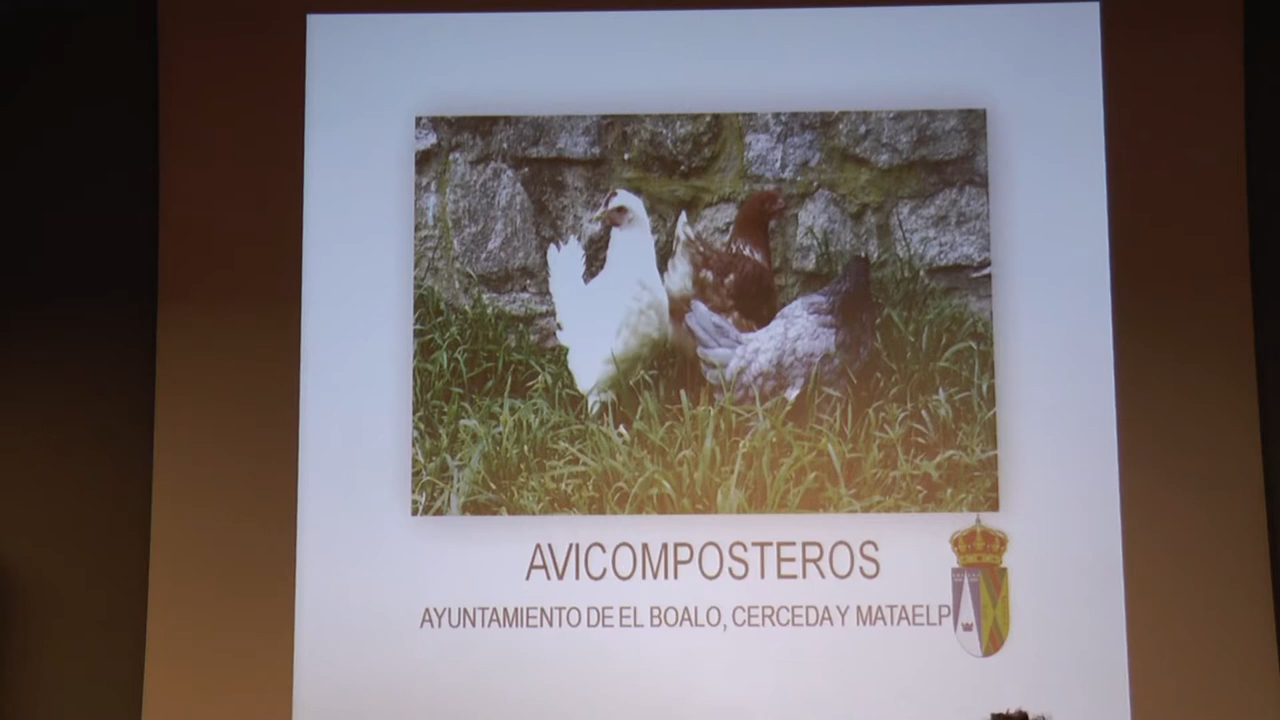 AVICOMPOSTEROS
AYUNTAMIENTO DE EL BOALO, CERCEDA Y MATAELP